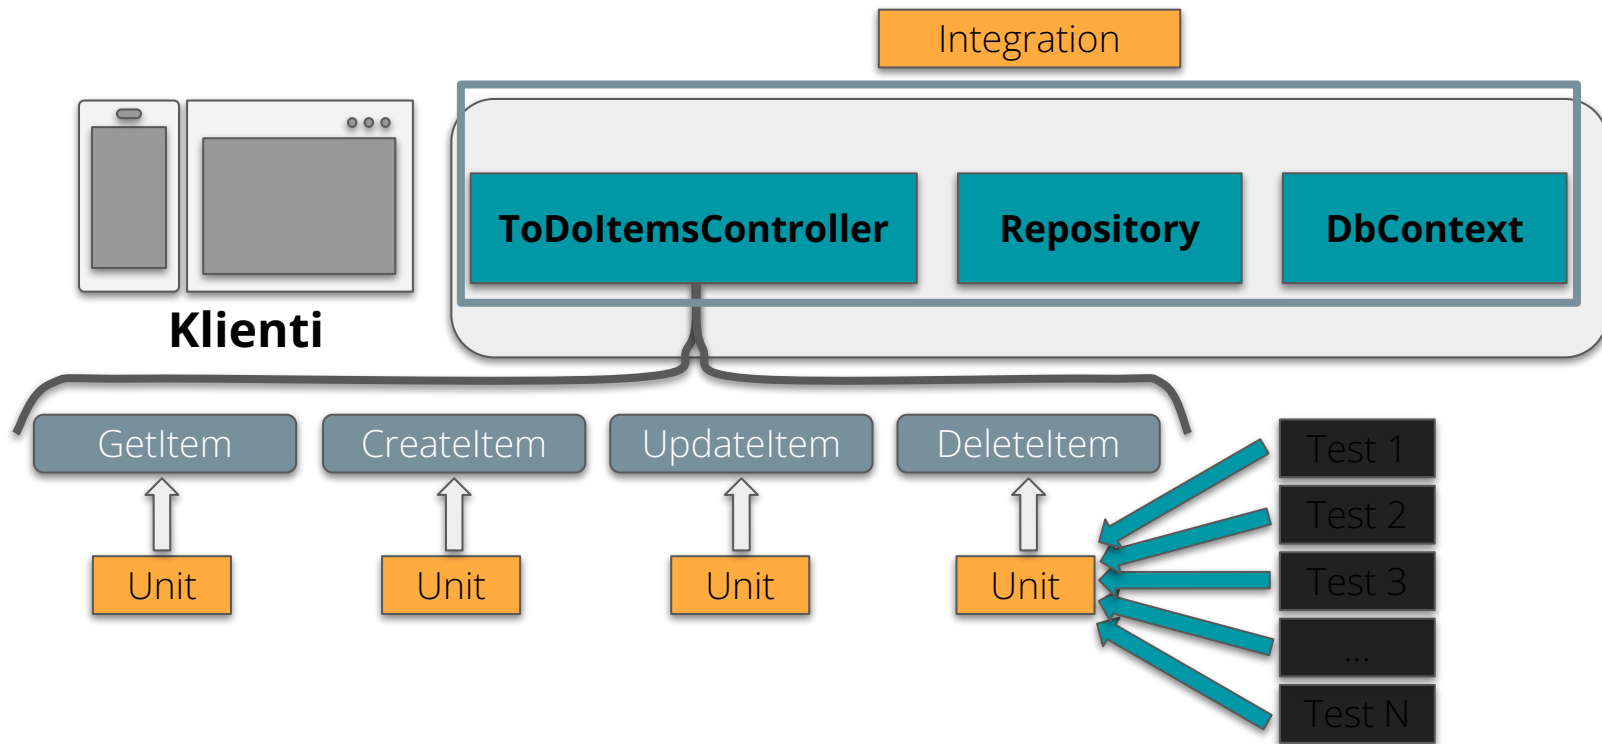 Integration
ToDoItemsController
Repository
DbContext
Klienti
GetItem
CreateItem
UpdateItem
DeleteItem
Unit
Unit
Unit
Unit
Test 1
Test 2
Test 3
...
Test N